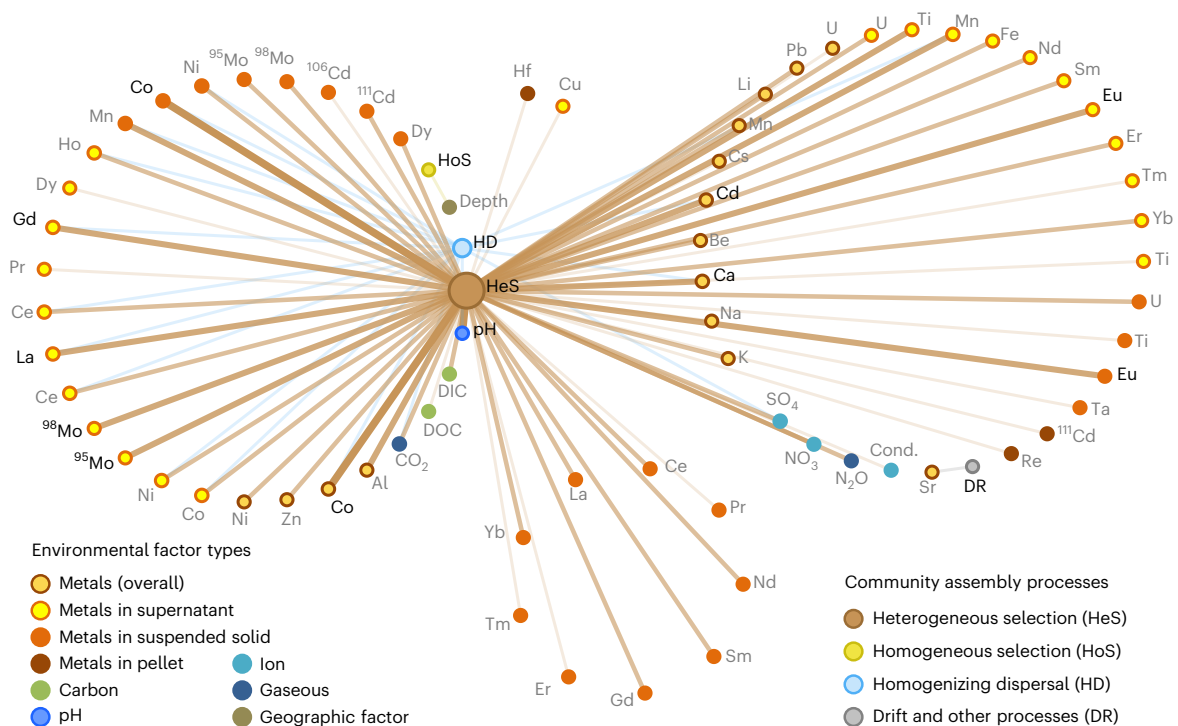 U
U
Ti
Mn
Fe
Nd
Sm
Eu
Er
Tm
Yb
Ti
U
Ti
Eu
Ta
¹¹¹Cd
Re
Pb
Li
Mn
Cs
Cd
Be
Ca
Na
K
SO₄
NO₃
N₂O
Cond.
Sr
DR
Hf
Cu
⁹⁵Mo
⁹⁸Mo
¹⁰⁶Cd
¹¹¹Cd
Dy
Ni
Co
Mn
Ho
Dy
Gd
Pr
Ce
La
Ce
⁹⁸Mo
⁹⁵Mo
Ni
Co
Ni
Zn
Co
Al
HoS
Depth
HD
HeS
pH
DIC
DOC
CO₂
La
Ce
Pr
Yb
Nd
Tm
Sm
Er
Gd
Environmental factor types
Metals (overall)
Metals in supernatant
Metals in suspended solid
Metals in pellet
Carbon
pH
Ion
Gaseous
Geographic factor
Community assembly processes
Heterogeneous selection (HeS)
Homogeneous selection (HoS)
Homogenizing dispersal (HD)
Drift and other processes (DR)